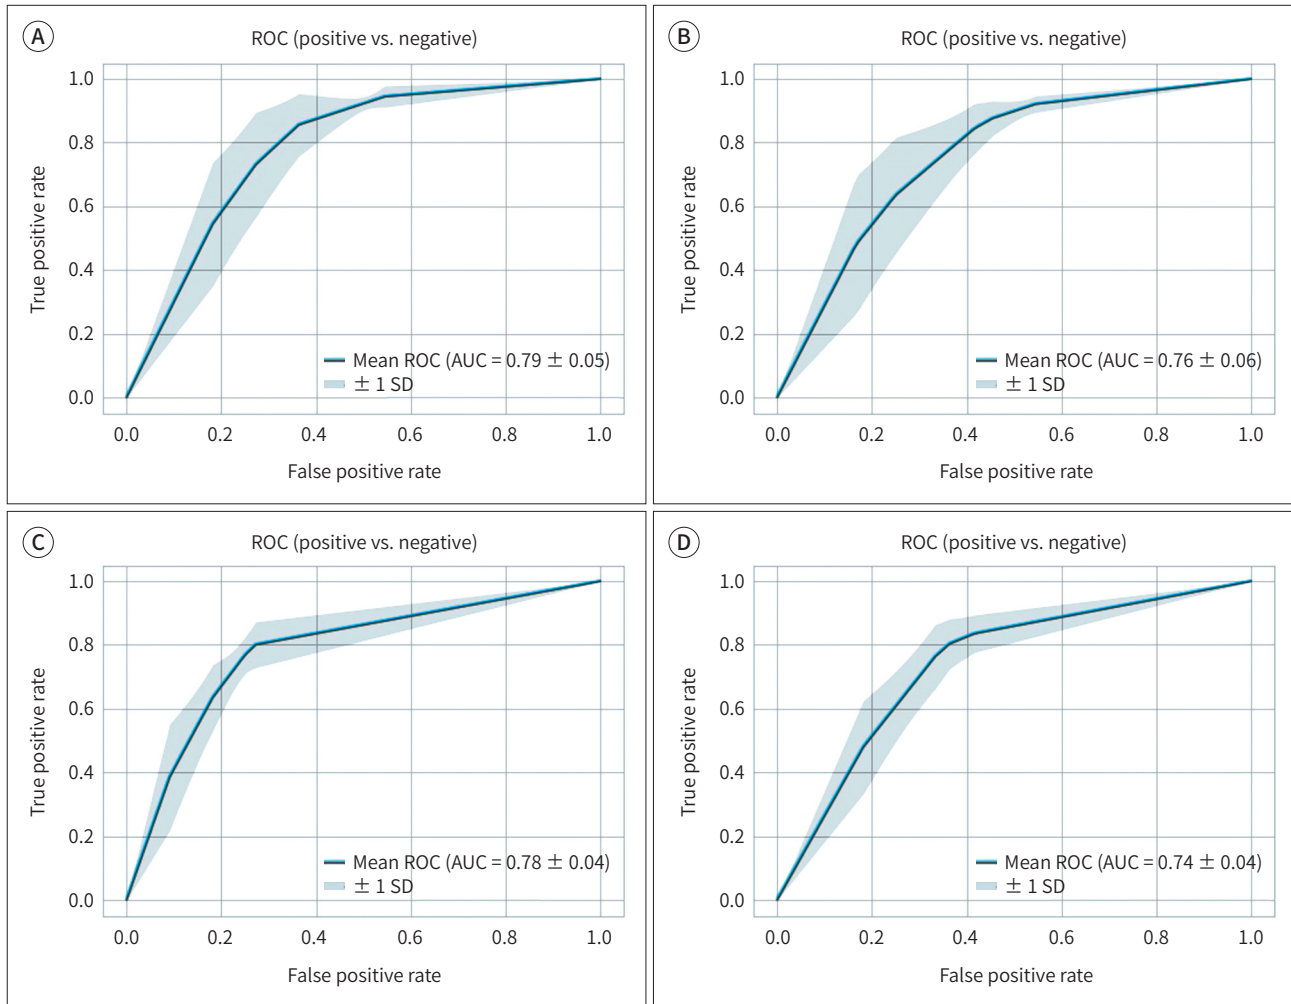 A
ROC (positive vs. negative)
1.0
0.8
0.6
0.4
0.2
0.0
True positive rate
Mean ROC (AUC = 0.79 ± 0.05)
± 1 SD
0.0 0.2 0.4 0.6 0.8 1.0
False positive rate
B
ROC (positive vs. negative)
1.0
0.8
0.6
0.4
0.2
0.0
True positive rate
Mean ROC (AUC = 0.76 ± 0.06)
± 1 SD
0.0 0.2 0.4 0.6 0.8 1.0
False positive rate
C
ROC (positive vs. negative)
1.0
0.8
0.6
0.4
0.2
0.0
True positive rate
Mean ROC (AUC = 0.78 ± 0.04)
± 1 SD
0.0 0.2 0.4 0.6 0.8 1.0
False positive rate
D
ROC (positive vs. negative)
1.0
0.8
0.6
0.4
0.2
0.0
True positive rate
Mean ROC (AUC = 0.74 ± 0.04)
± 1 SD
0.0 0.2 0.4 0.6 0.8 1.0
False positive rate